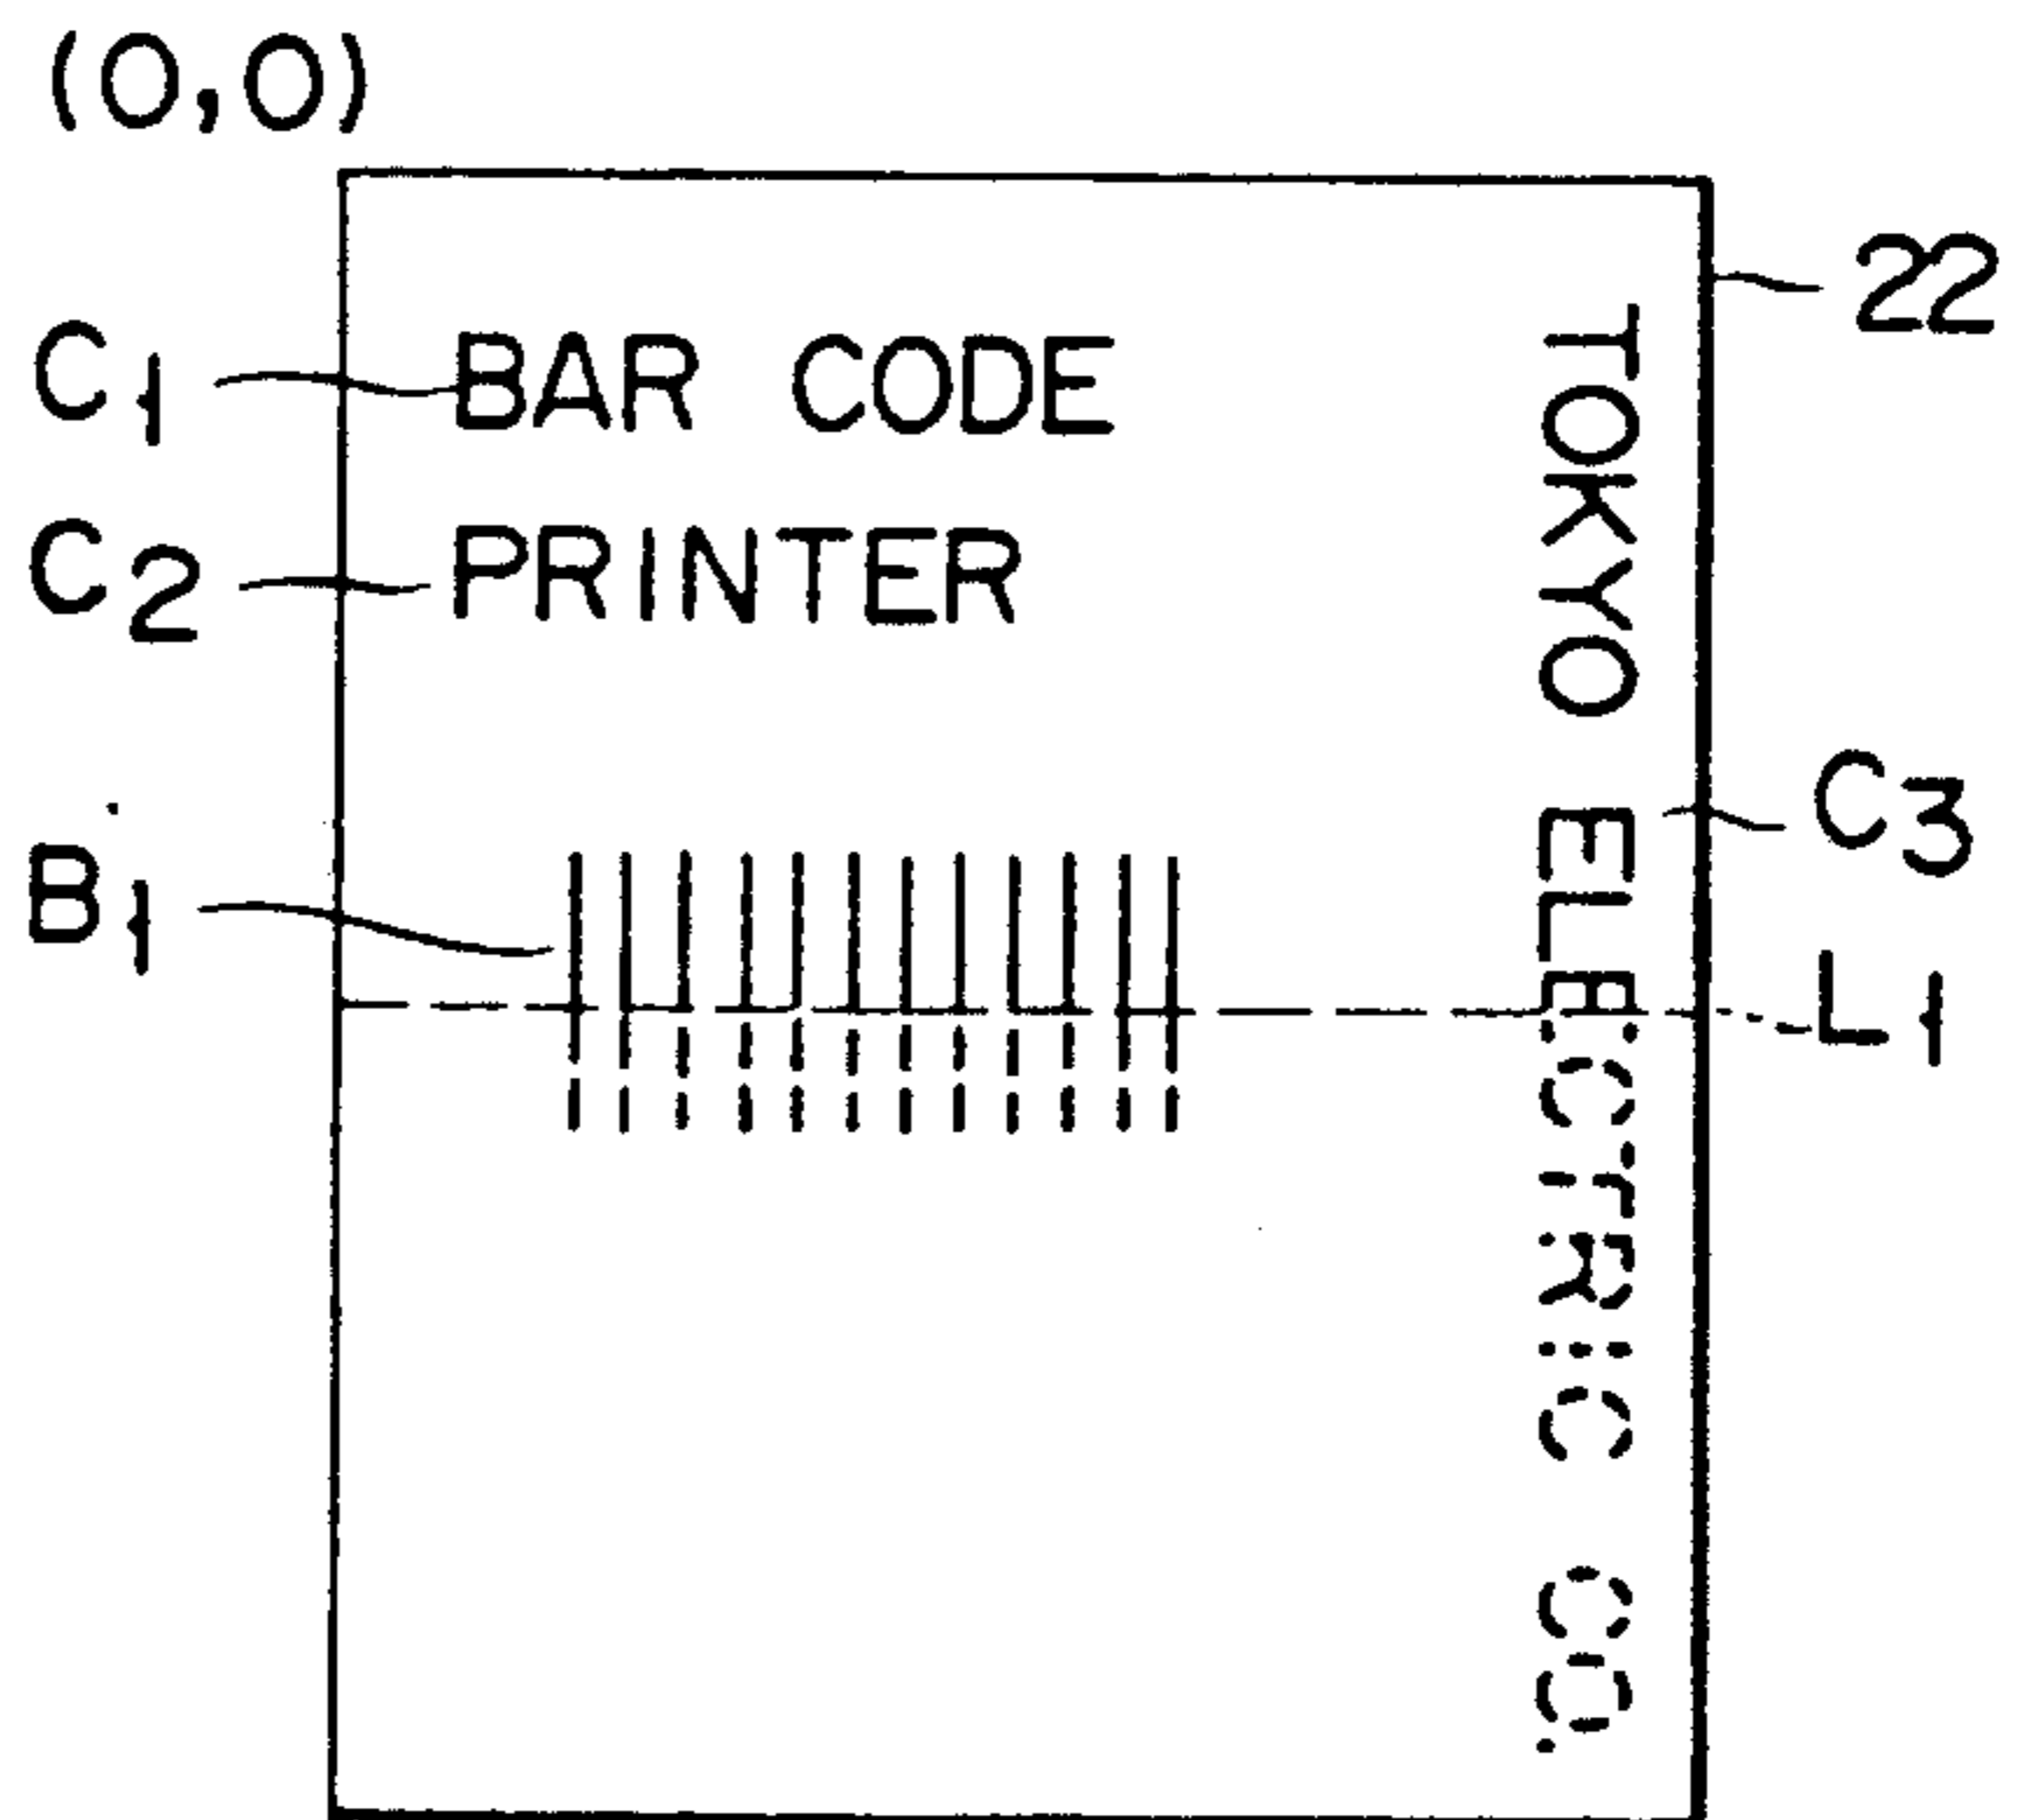 (0,0)
22
C1
BAR CODE
C2
PRINTER
TOKYO ELECTRIC CO.
C3
B1
L1